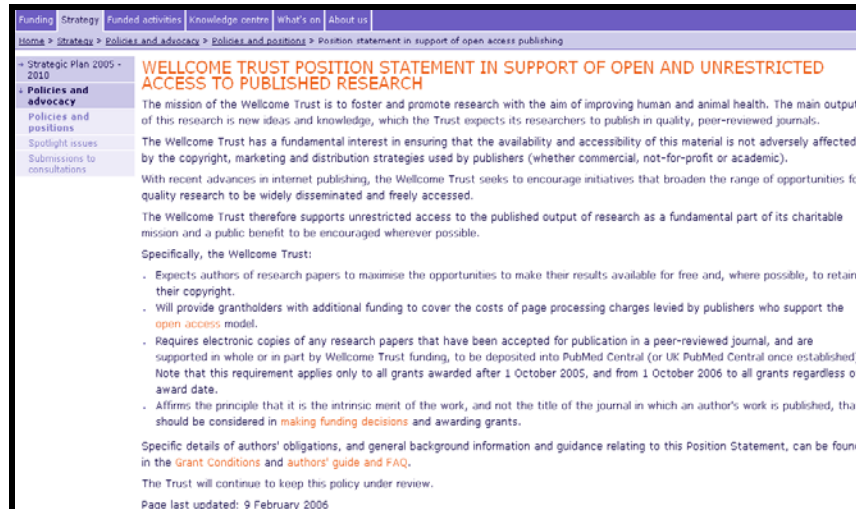 Funding Strategy Funded activities Knowledge centre What's on About us
Home > Strategy > Policies and advocacy > Policies and positions > Position statement in support of open access publishing
Strategic Plan 2005 -
2010
Policies and
advocacy
Policies and
positions
Spotlight issues
Submissions to
consultations
WELLCOME TRUST POSITION STATEMENT IN SUPPORT OF OPEN AND UNRESTRICTED
ACCESS TO PUBLISHED RESEARCH
The mission of the Wellcome Trust is to foster and promote research with the aim of improving human and animal health. The main output
of this research is new ideas and knowledge, which the Trust expects its researchers to publish in quality, peer-reviewed journals.
The Wellcome Trust has a fundamental interest in ensuring that the availability and accessibility of this material is not adversely affected
by the copyright, marketing and distribution strategies used by publishers (whether commercial, not-for-profit or academic).
With recent advances in internet publishing, the Wellcome Trust seeks to encourage initiatives that broaden the range of opportunities fo
quality research to be widely disseminated and freely accessed.
The Wellcome Trust therefore supports unrestricted access to the published output of research as a fundamental part of its charitable
mission and a public benefit to be encouraged wherever possible.
Specifically, the Wellcome Trust:
. Expects authors of research papers to maximise the opportunities to make their results available for free and, where possible, to retain
their copyright.
. Will provide grantholders with additional funding to cover the costs of page processing charges levied by publishers who support the
open access model.
. Requires electronic copies of any research papers that have been accepted for publication in a peer-reviewed journal, and are
supported in whole or in part by Wellcome Trust funding, to be deposited into PubMed Central (or UK PubMed Central once established)
Note that this requirement applies only to all grants awarded after 1 October 2005, and from 1 October 2006 to all grants regardless o
award date.
. Affirms the principle that it is the intrinsic merit of the work, and not the title of the journal in which an author's work is published, tha
should be considered in making funding decisions and awarding grants.
Specific details of authors' obligations, and general background information and guidance relating to this Position Statement, can be foun
in the Grant Conditions and authors' guide and FAQ.
The Trust will continue to keep this policy under review.
Page last updated: 9 February 2006